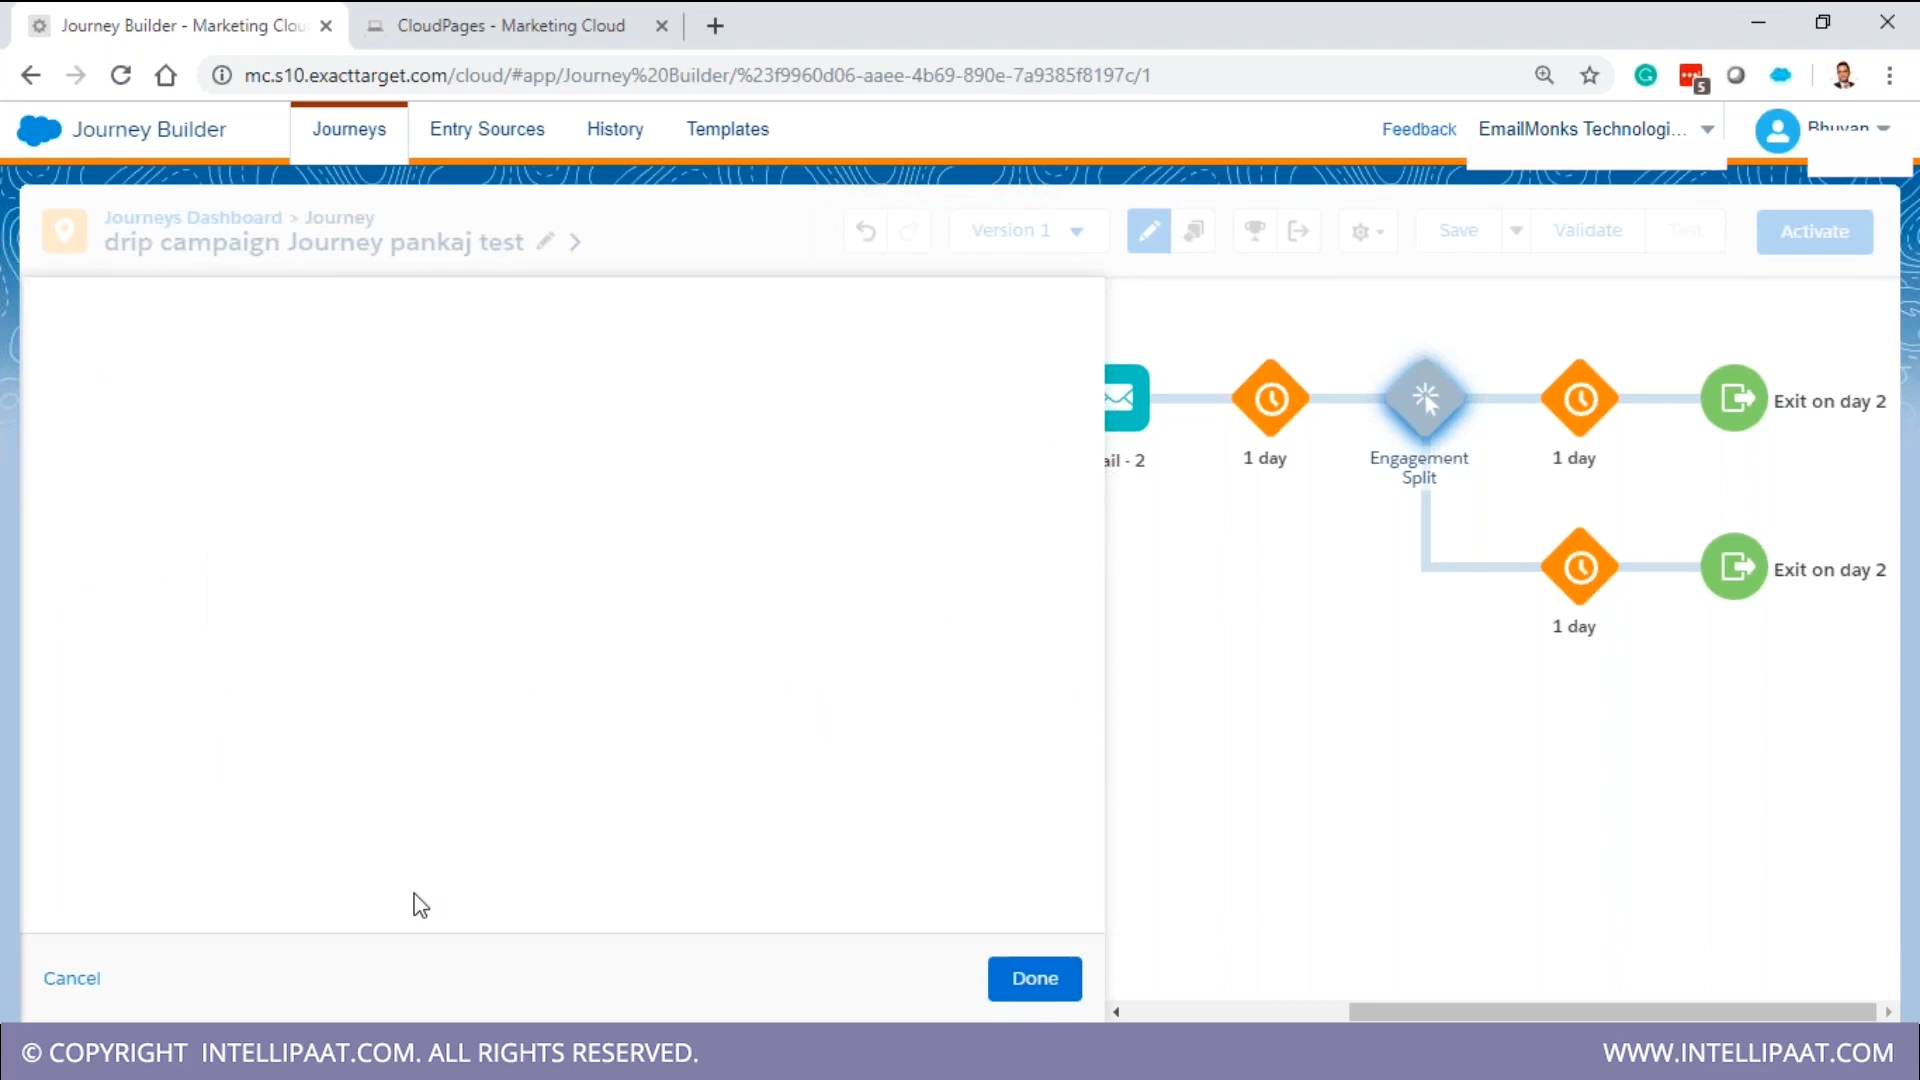 Journey Builder - Marketing Clou
CloudPages - Marketing Cloud
mc.s10.exacttarget.com/cloud/#app/Journey%20Builder/%23f9960d06-aaee-4b69-890e-7a9385f8197c/1
S
Journey Builder
Journeys
Entry Sources
History
Templates
Feedback
EmailMonks Technologi...
Bhuvan
Journeys Dashboard > Journey
drip campaign Journey pankaj test
Version 1
Save
Validate
Test
Activate
Exit on day 2
ail - 2
1 day
Engagement
Split
1 day
Exit on day 2
1 day
Cancel
Done
© COPYRIGHT INTELLIPAAT.COM. ALL RIGHTS RESERVED.
WWW.INTELLIPAAT.COM